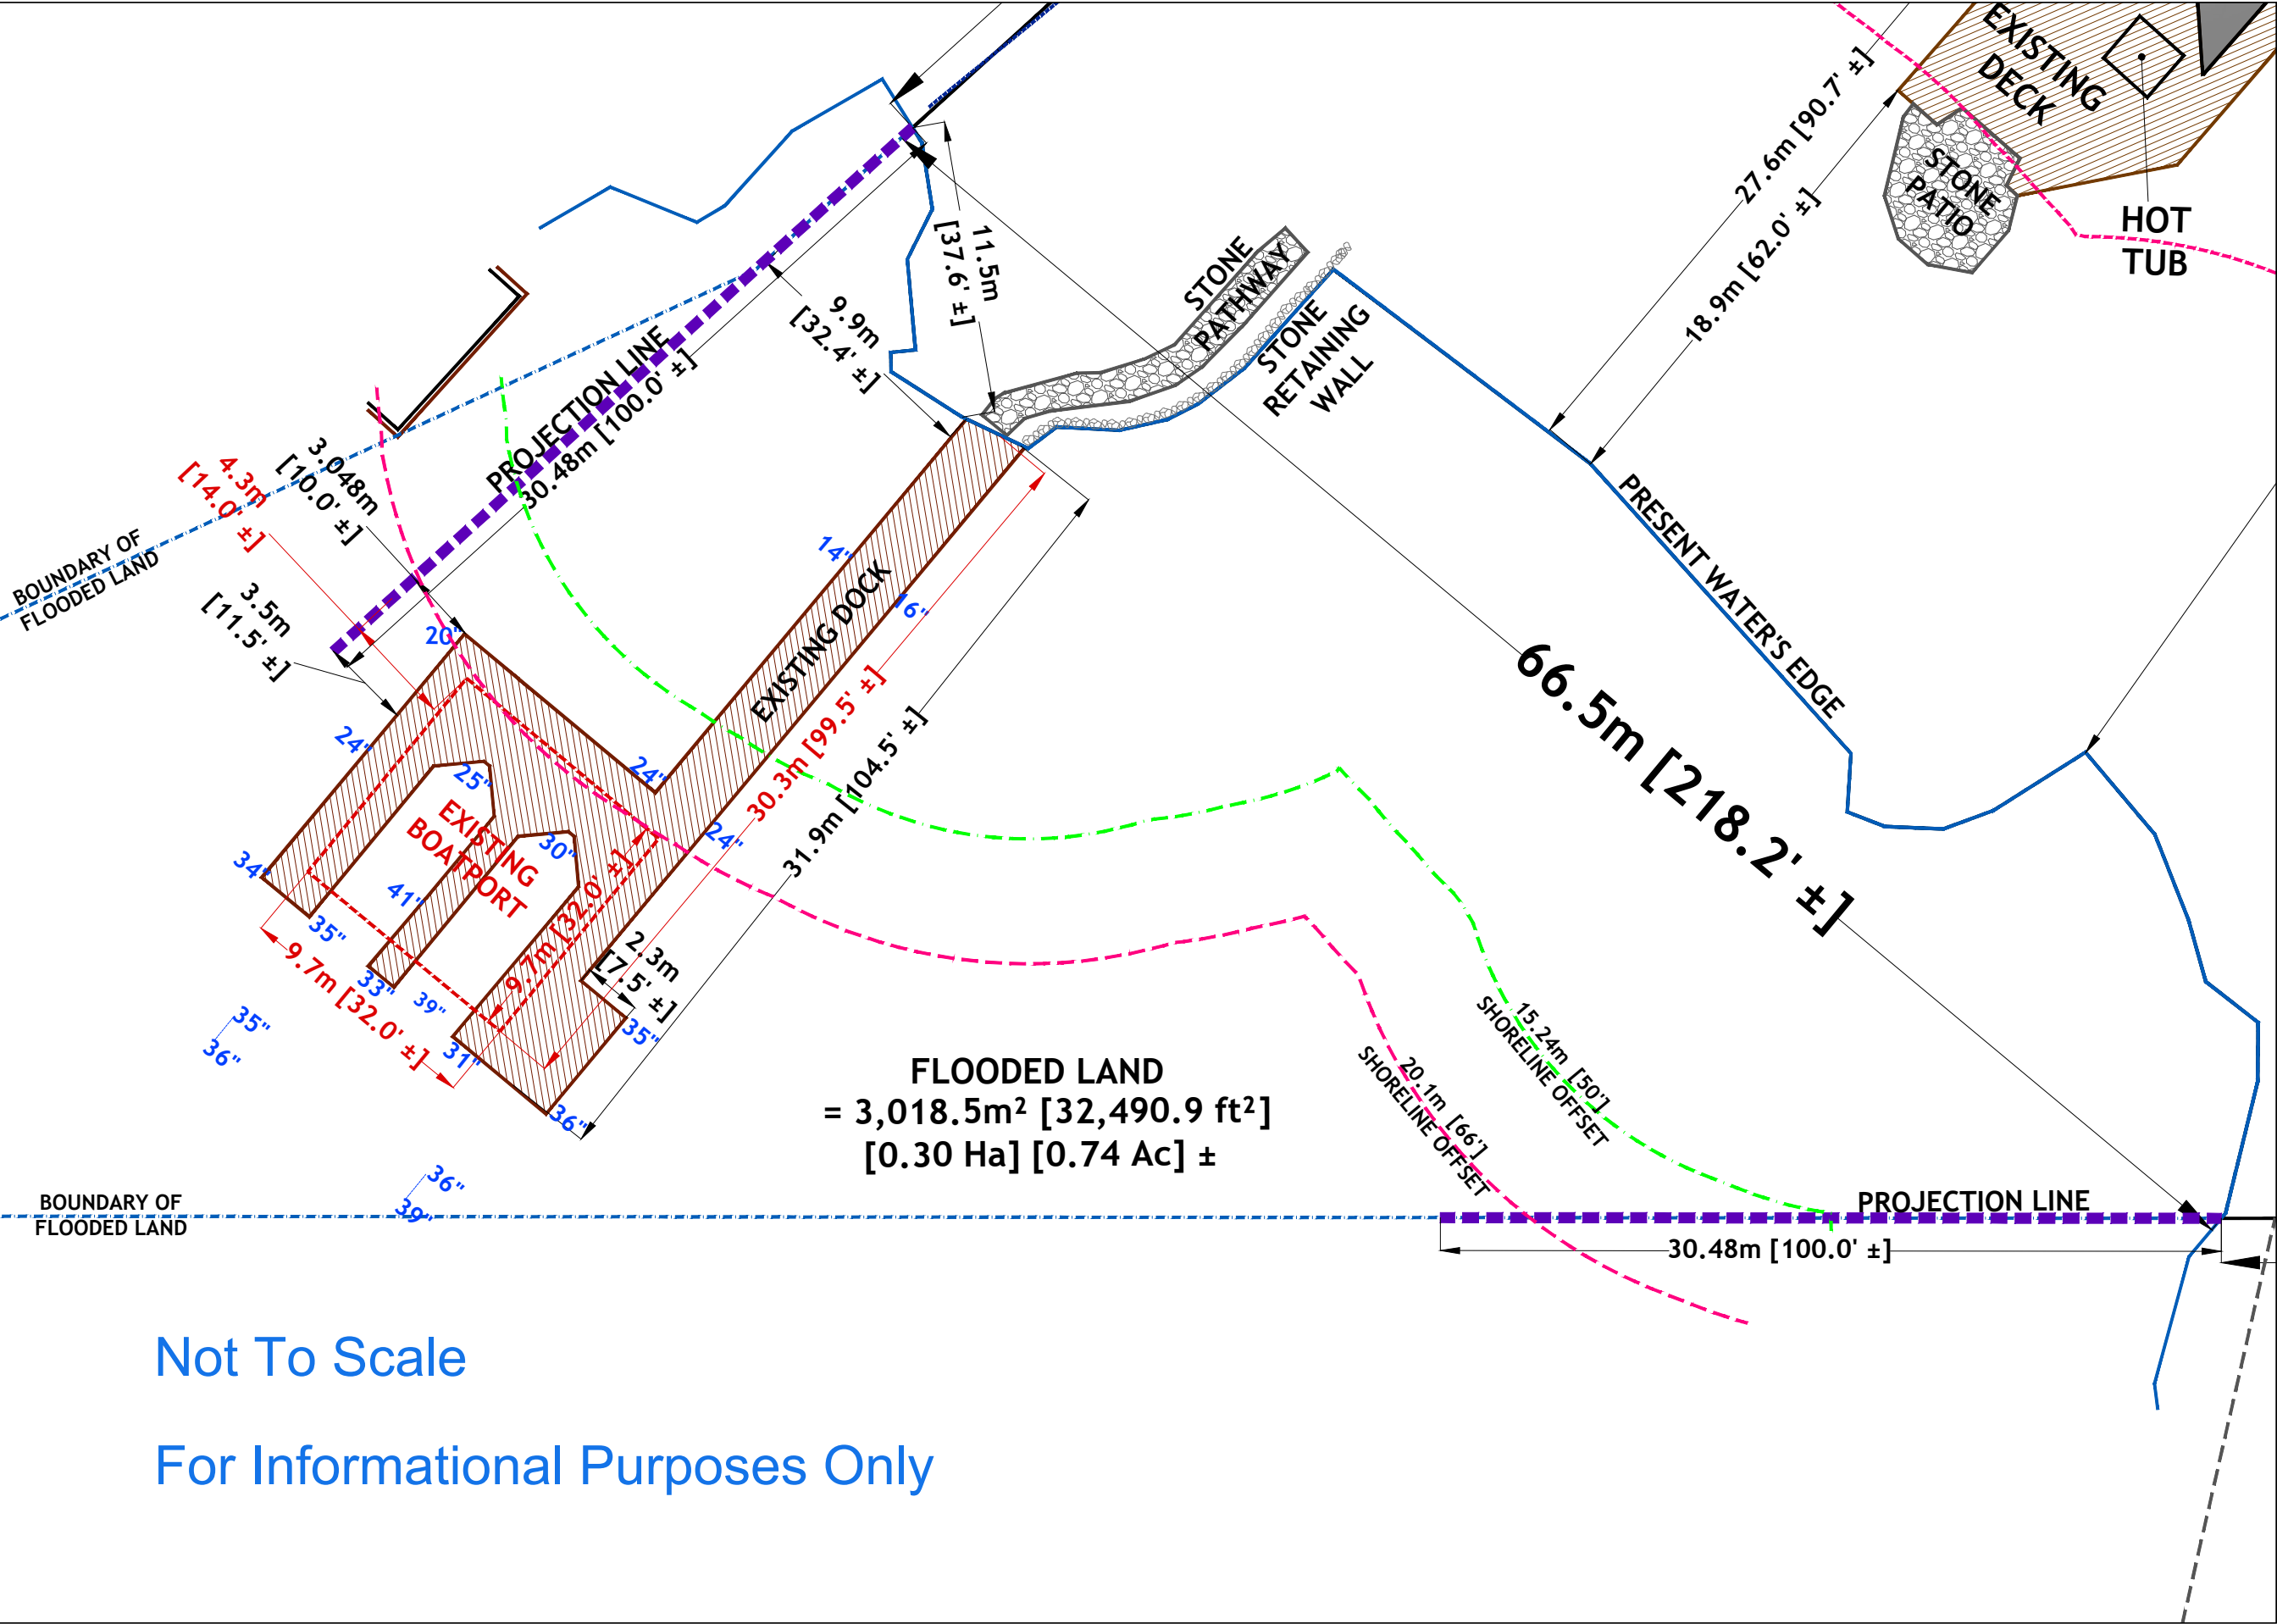 EXISTING
DECK
27.6m [90.7' ±]
18.9m [62.0' ±]
STONE
PATIO
HOT
TUB
11.5m
[37.6' ±]
STONE
PATHWAY
STONE
RETAINING
WALL
9.9m
[32.4' ±]
PROJECTION LINE
30.48m [100.0' ±]
3.048m
[10.0' ±]
4.3m
[14.0' ±]
BOUNDARY OF
FLOODED LAND
3.5m
[11.5' ±]
PRESENT WATER'S EDGE
14"
EXISTING DOCK
16"
20"
24"
24"
24"
25"
30.3m [99.5' ±]
31.9m [104.5' ±]
66.5m [218.2' ±]
EXISTING
BOATPORT
30"
34"
41"
35"
9.7m [32.0' ±]
9.7m [32.0' ±]
33"
39"
31"
2.3m
[7.5' ±]
35"
36"
35"
36"
36"
39"
FLOODED LAND
= 3,018.5m² [32,490.9 ft²]
[0.30 Ha] [0.74 Ac] ±
15.24m [50']
SHORELINE OFFSET
20.1m [66']
SHORELINE OFFSET
BOUNDARY OF
FLOODED LAND
PROJECTION LINE
30.48m [100.0' ±]
Not To Scale
For Informational Purposes Only